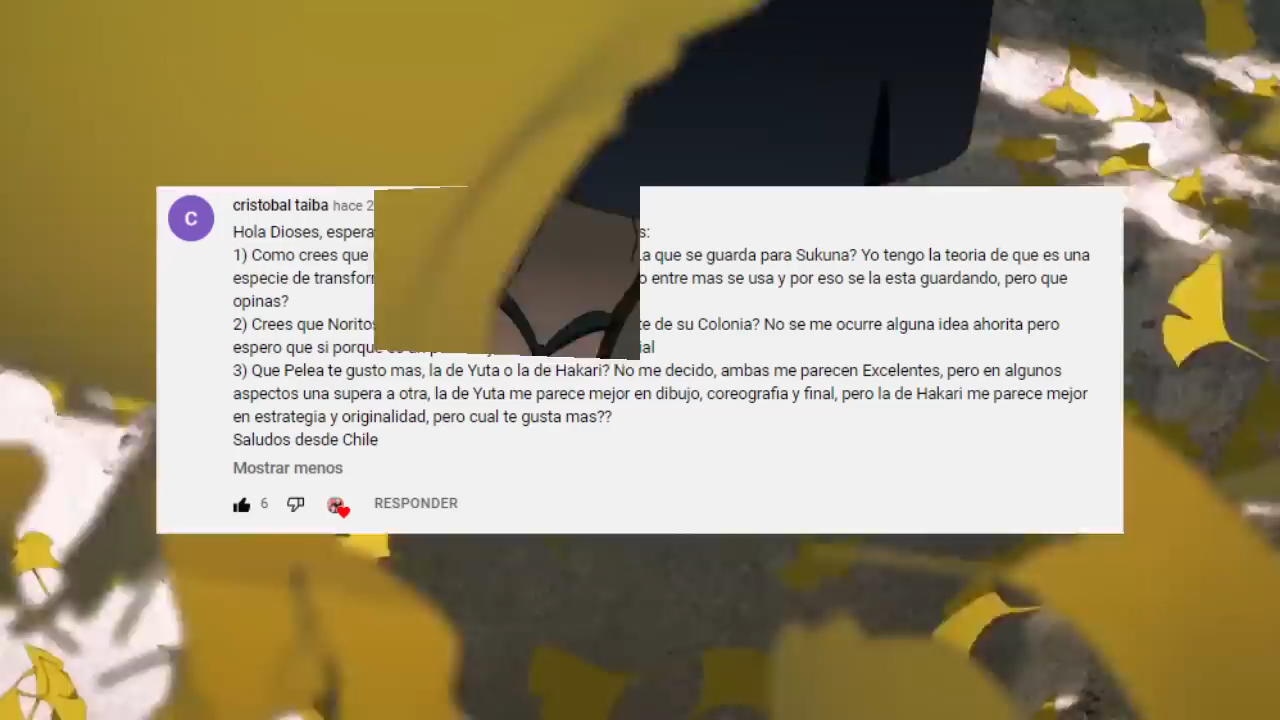 C
cristobal taiba hace 2
Hola Dioses, espera s:
1) Como crees que a que se guarda para Sukuna? Yo tengo la teoria de que es una
especie de entre mas se usa y por eso se la esta guardando, pero que
opinas?
2) Crees que de su Colonia? No se me ocurre alguna idea ahorita pero
espero que si
3) Que Pelea te gusto mas, la de Yuta o la de Hakari? No me decido, ambas me parecen Excelentes, pero en algunos
aspectos una supera a otra, la de Yuta me parece mejor en dibujo, coreografia y final, pero la de Hakari me parece mejor
en estrategia y originalidad, pero cual te gusta mas??
Saludos desde Chile
Mostrar menos
6 RESPONDER